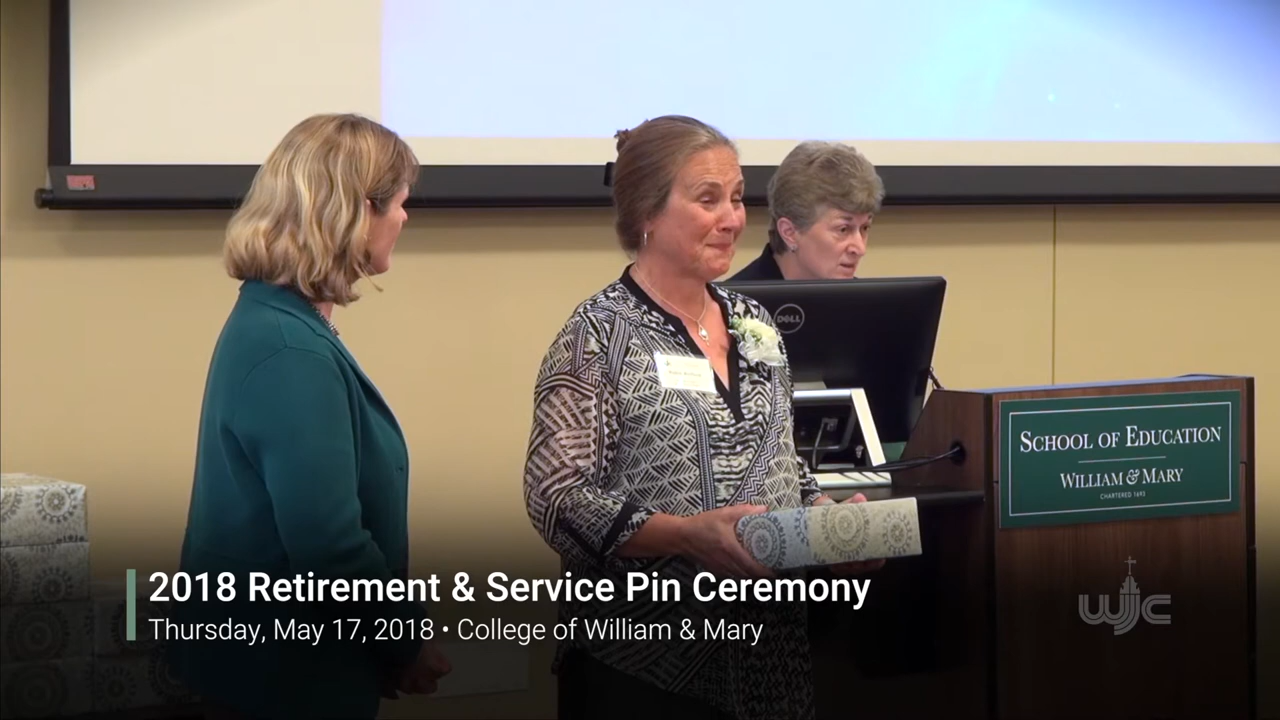 DELL
SCHOOL OF EDUCATION
WILLIAM & MARY
CHARTERED 1693
2018 Retirement & Service Pin Ceremony
Thursday, May 17, 2018 • College of William & Mary
WJCC